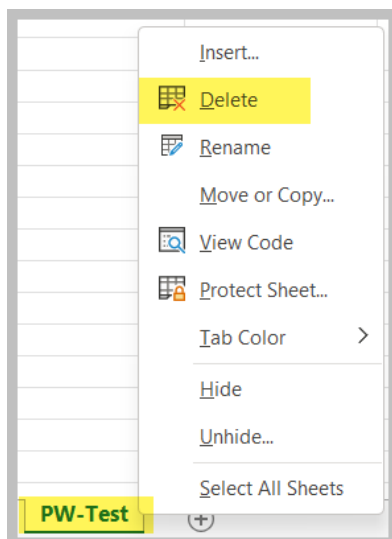 Insert...
Delete
Rename
Move or Copy...
View Code
Protect Sheet...
Tab Color
Hide
Unhide...
Select All Sheets
PW-Test